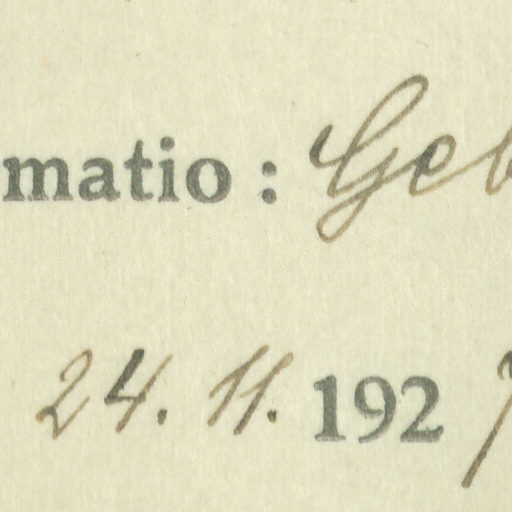 matio: Geb
24. 11. 192